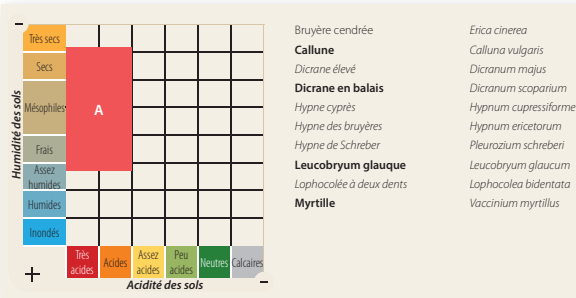 Très secs
Secs
Mésophiles
Frais
Assez
humides
Humides
Inondés
Humidité des sols
A
Très
acides
Acides
Assez
acides
Peu
acides
Neutres
Calcaires
Acidité des sols
–
+
–
Bruyère cendrée Erica cinerea
Callune Calluna vulgaris
Dicrane élevé Dicranum majus
Dicrane en balais Dicranum scoparium
Hypne cyprès Hypnum cupressiforme
Hypne des bruyères Hypnum ericetorum
Hypne de Schreber Pleurozium schreberi
Leucobryum glauque Leucobryum glaucum
Lophocolée à deux dents Lophocolea bidentata
Myrtille Vaccinium myrtillus